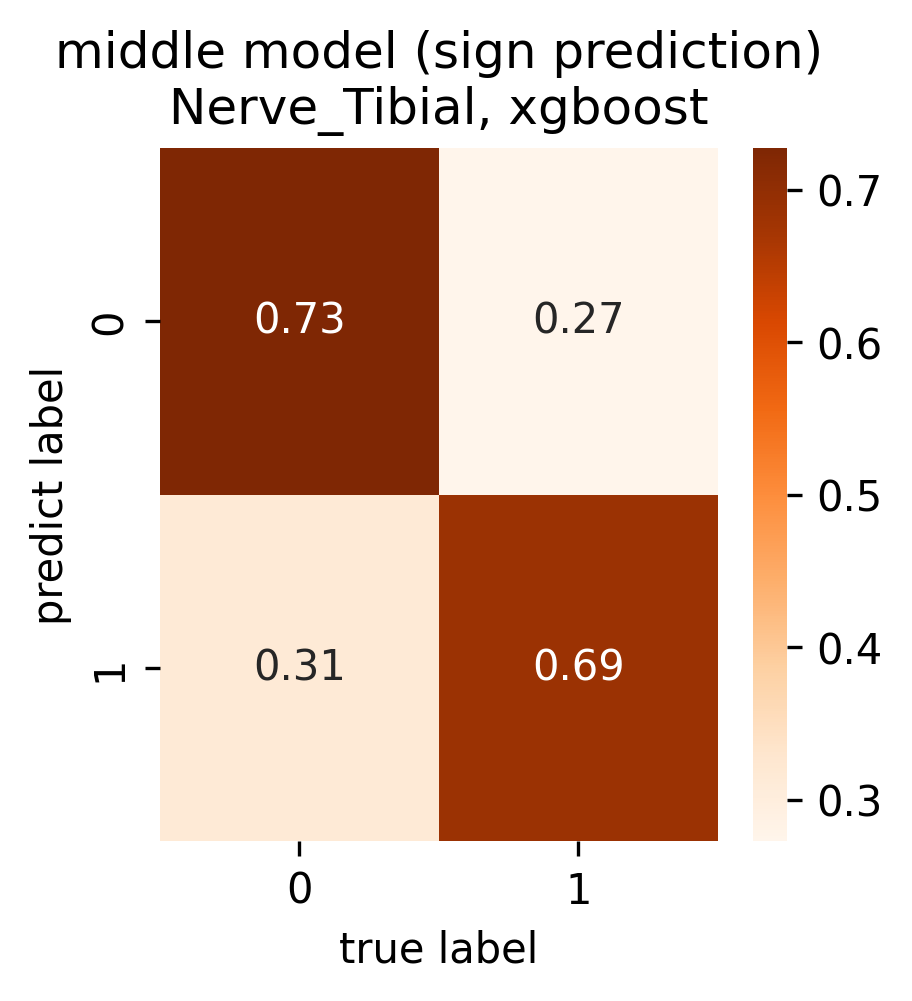 middle model (sign prediction)
Nerve_Tibial, xgboost
0.73 0.27
0.31 0.69
0
1
predict label
0 1
true label
0.7
0.6
0.5
0.4
0.3